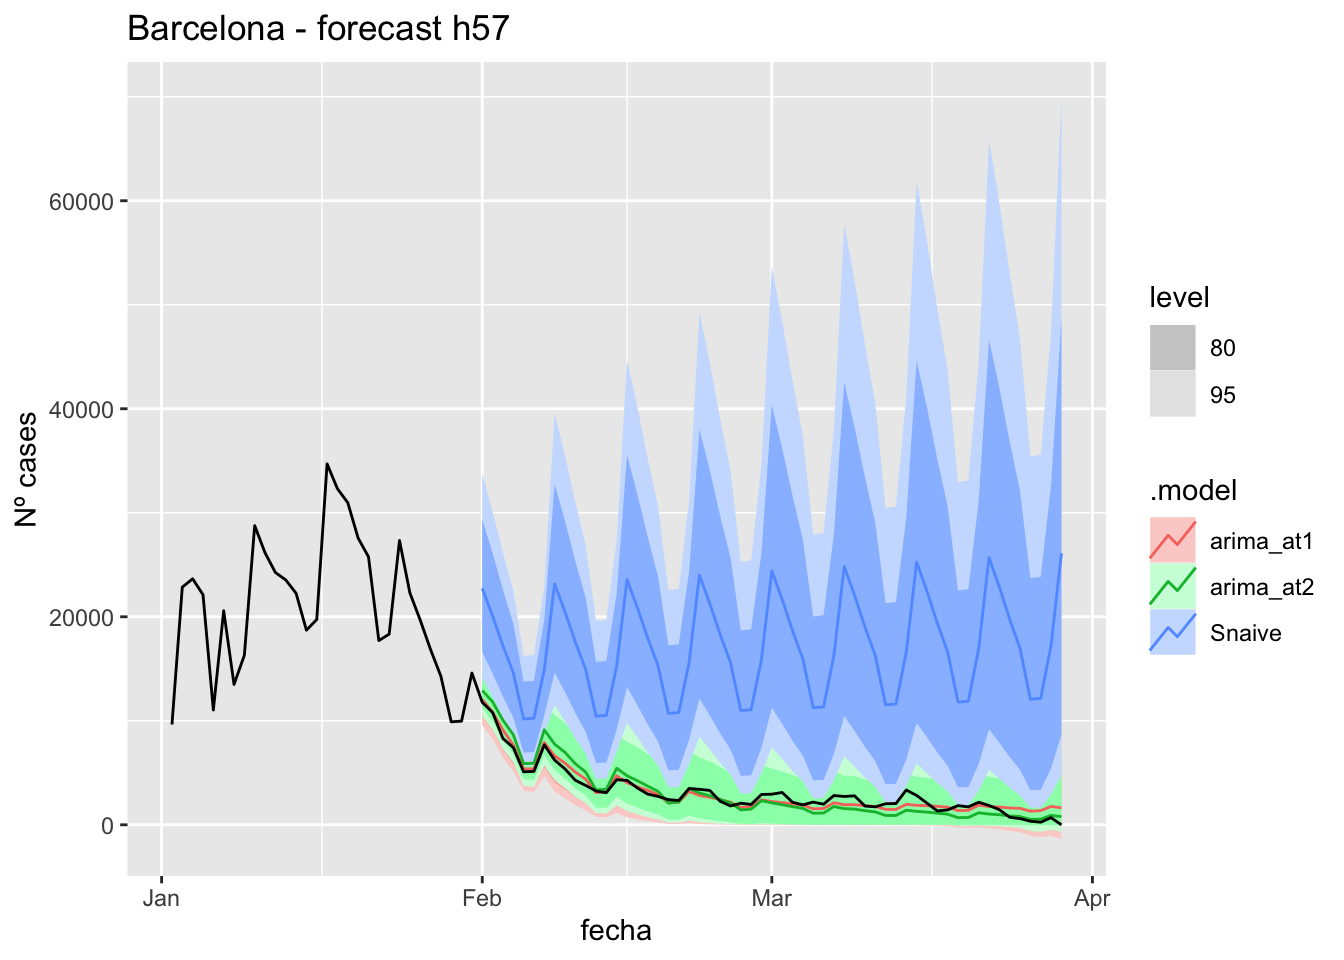 Barcelona - forecast h57
Nº cases
60000
40000
20000
0
Jan
Feb
Mar
Apr
fecha
level
80
95
.model
arima_at1
arima_at2
Snaive